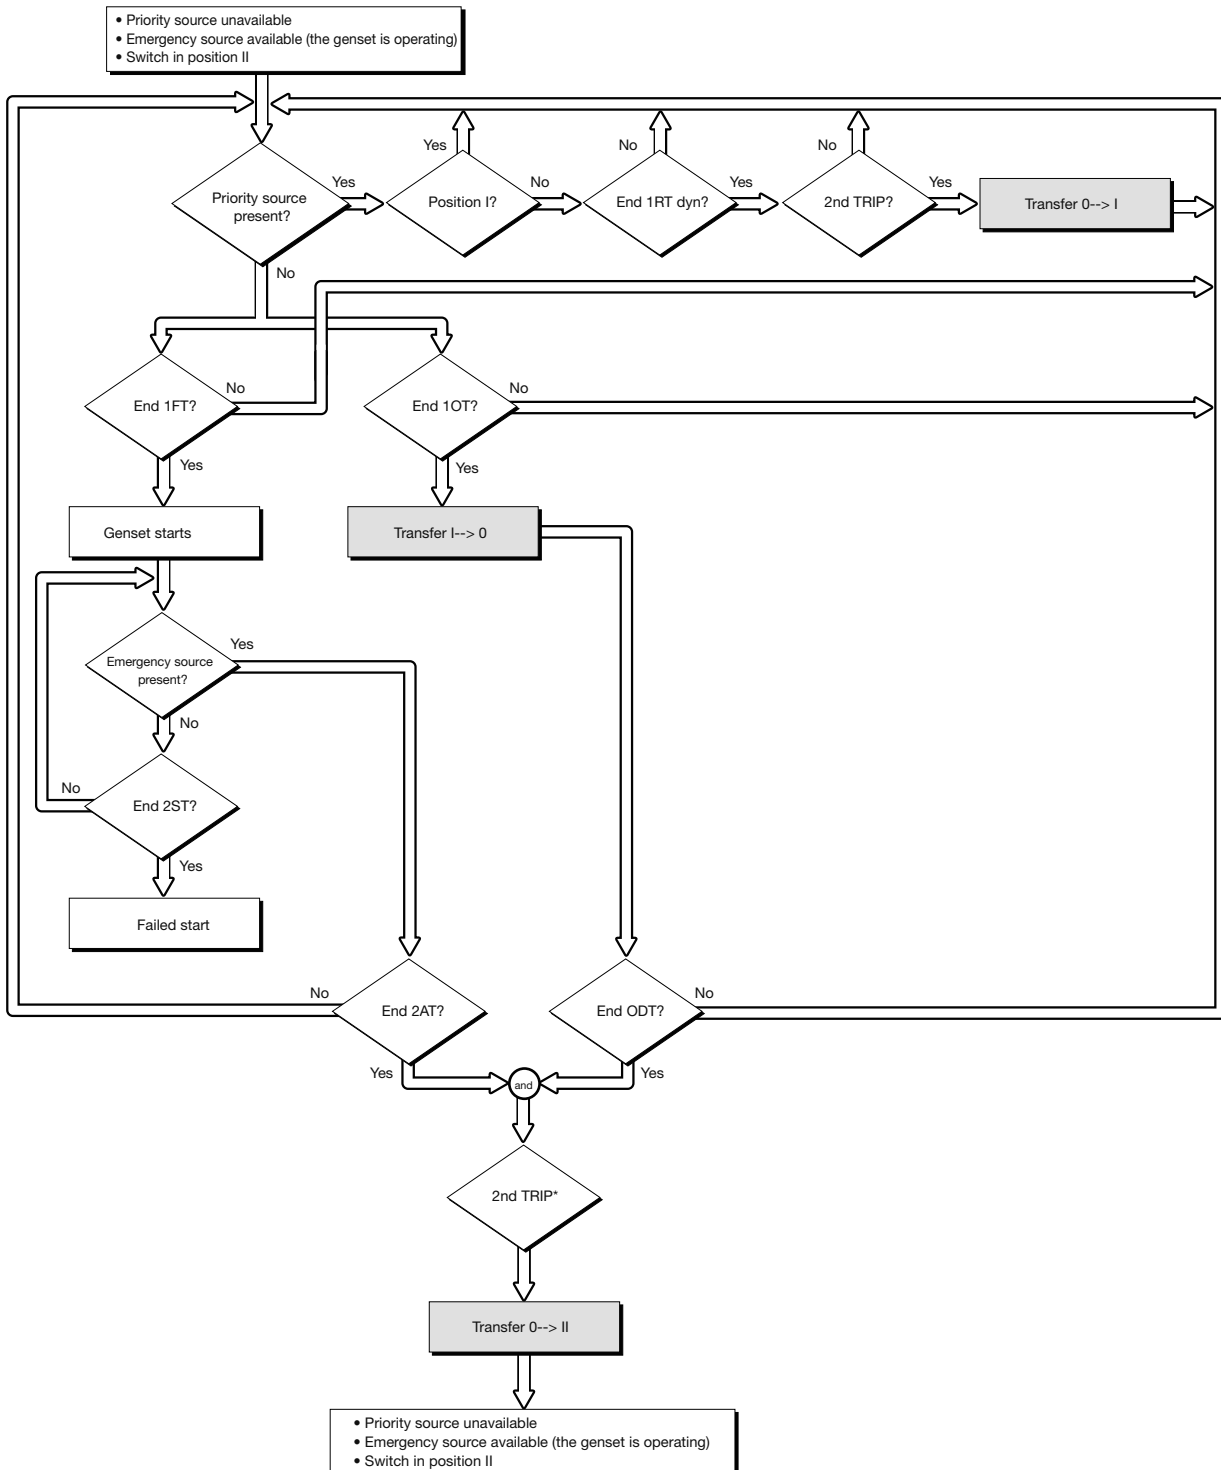 • Priority source unavailable
• Emergency source available (the genset is operating)
• Switch in position II
Priority source
present?
Yes
No
Position I?
Yes
No
End 1RT dyn?
No
Yes
2nd TRIP?
No
Yes
Transfer 0--> I
End 1FT?
No
Yes
End 1OT?
No
Yes
Genset starts
Transfer I--> 0
Emergency source
present?
Yes
No
End 2ST?
No
Yes
Failed start
End 2AT?
No
Yes
End ODT?
No
Yes
and
2nd TRIP*
Transfer 0--> II
• Priority source unavailable
• Emergency source available (the genset is operating)
• Switch in position II